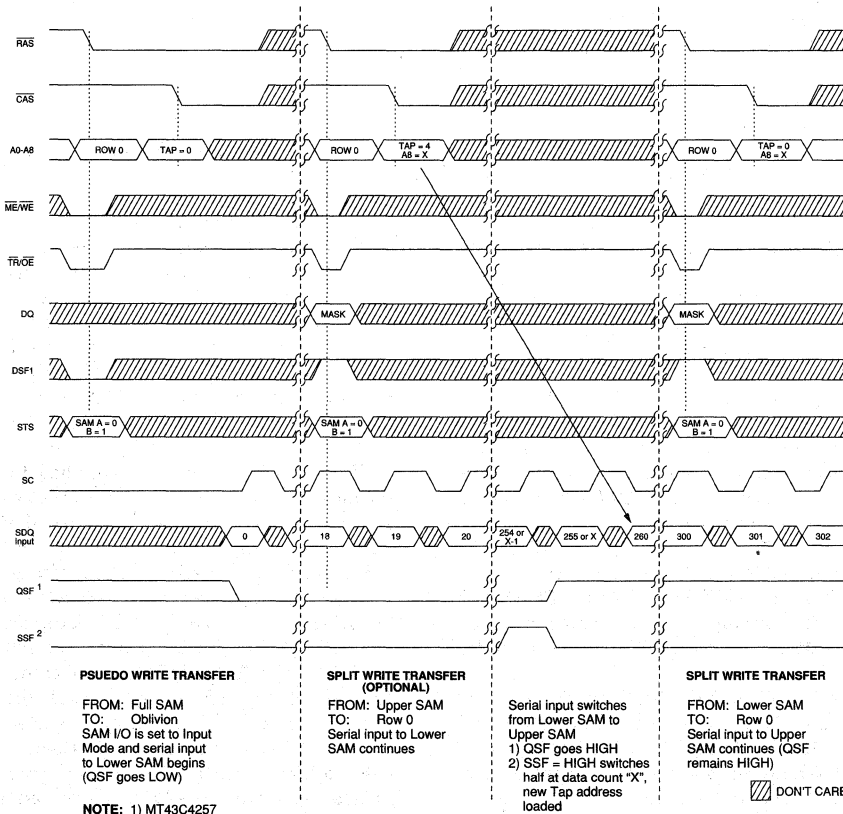 RAS
CAS
A0-A8 ROW 0 TAP = 0 ROW 0 TAP = 4 A8 = X ROW 0 TAP = 0 A8 = X
ME/WE
TR/OE
DQ MASK MASK
DSF1
STS SAM A = 0 B = 1 SAM A = 0 B = 1 SAM A = 0 B = 1
SC
SDQ Input 0 18 19 20 254 or X-1 255 or X 260 300 301 302
QSF 1
SSF 2
PSUEDO WRITE TRANSFER
FROM: Full SAM
TO: Oblivion
SAM I/O is set to Input
Mode and serial input
to Lower SAM begins
(QSF goes LOW)
NOTE: 1) MT43C4257
SPLIT WRITE TRANSFER
(OPTIONAL)
FROM: Upper SAM
TO: Row 0
Serial input to Lower
SAM continues
Serial input switches
from Lower SAM to
Upper SAM
1) QSF goes HIGH
2) SSF = HIGH switches
half at data count "X",
new Tap address
loaded
SPLIT WRITE TRANSFER
FROM: Lower SAM
TO: Row 0
Serial input to Upper
SAM continues (QSF
remains HIGH)
DON'T CARE